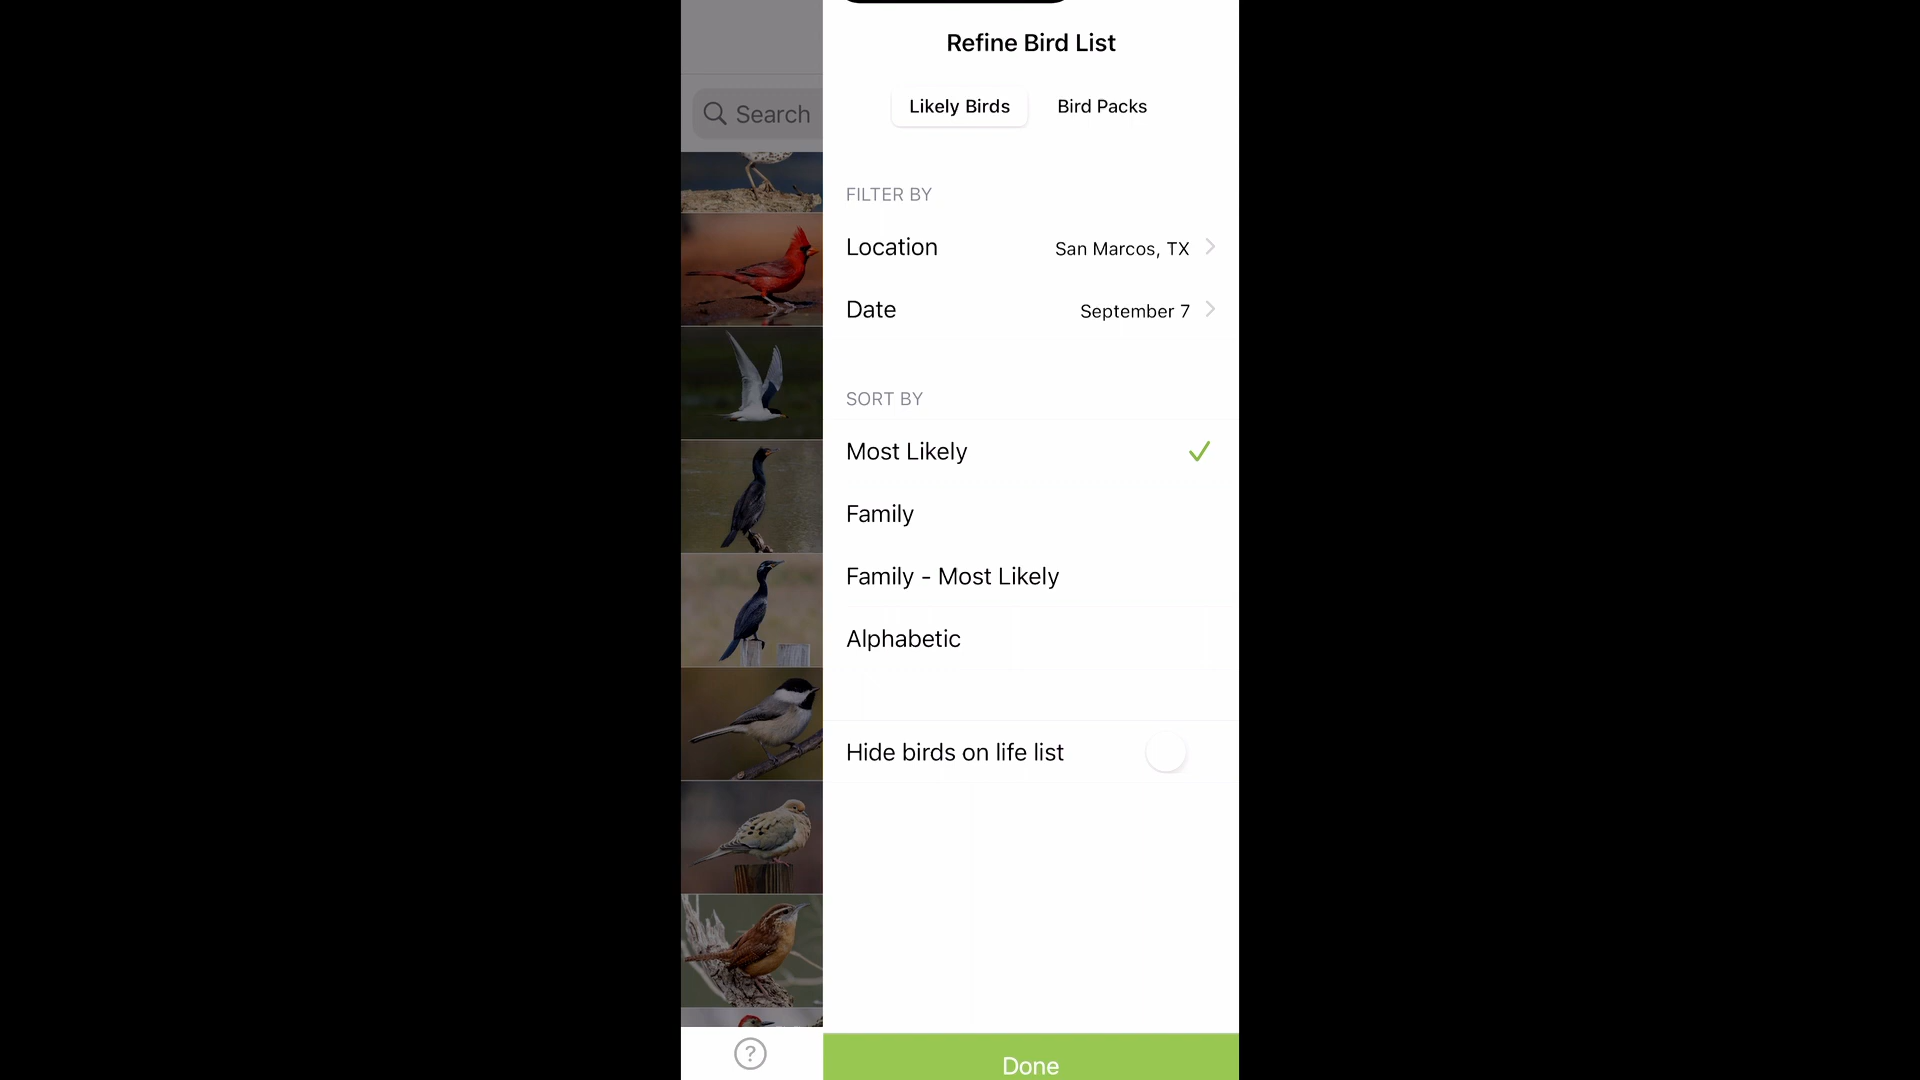 Refine Bird List
Search
Likely Birds Bird Packs
FILTER BY
Location San Marcos, TX
Date September 7
SORT BY
Most Likely
Family
Family - Most Likely
Alphabetic
Hide birds on life list
?
Done